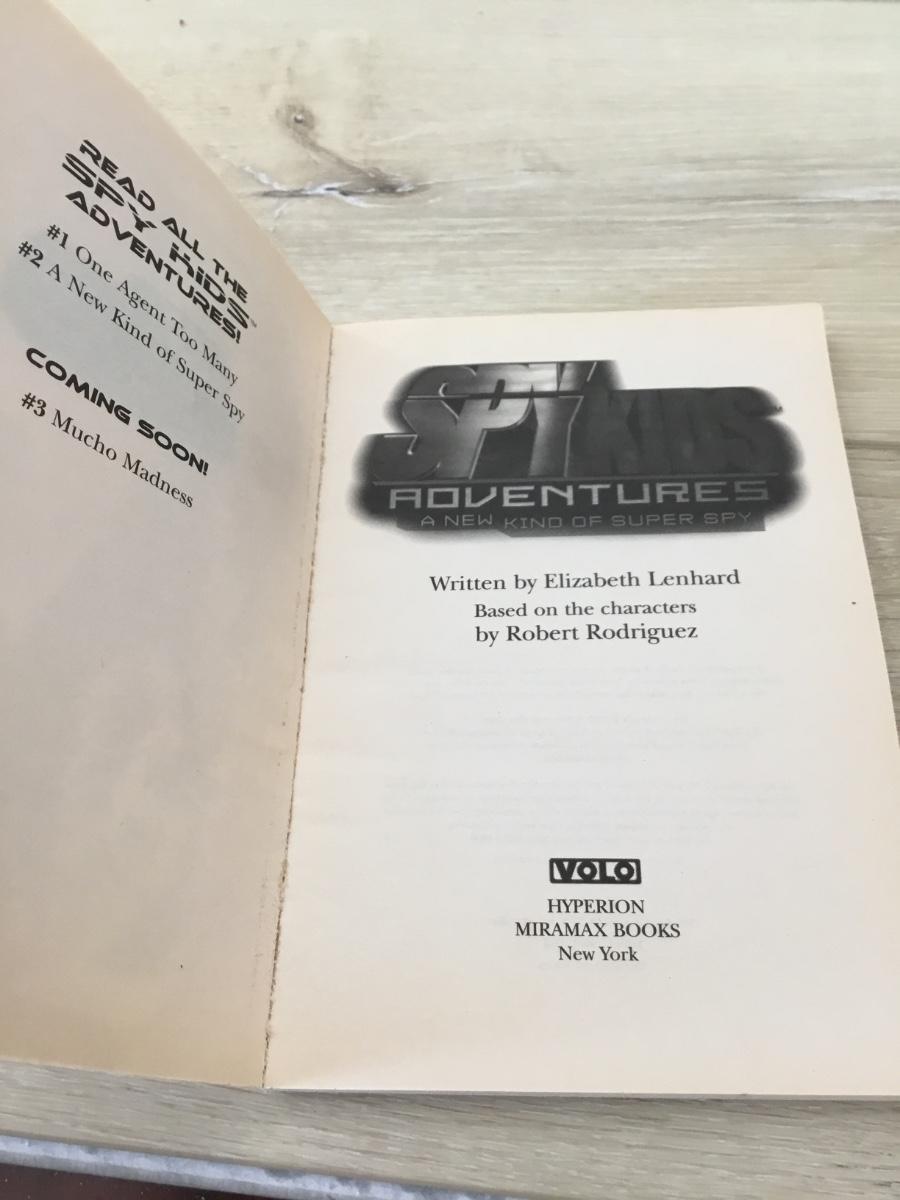 READ ALL THE
SPY KIDS™
ADVENTURES!
#1 One Agent Too Many
#2 A New Kind of Super Spy
COMING SOON!
#3 Mucho Madness
SPY KIDS
ADVENTURES
A NEW KIND OF SUPER SPY
Written by Elizabeth Lenhard
Based on the characters
by Robert Rodriguez
VOLO
HYPERION
MIRAMAX BOOKS
New York